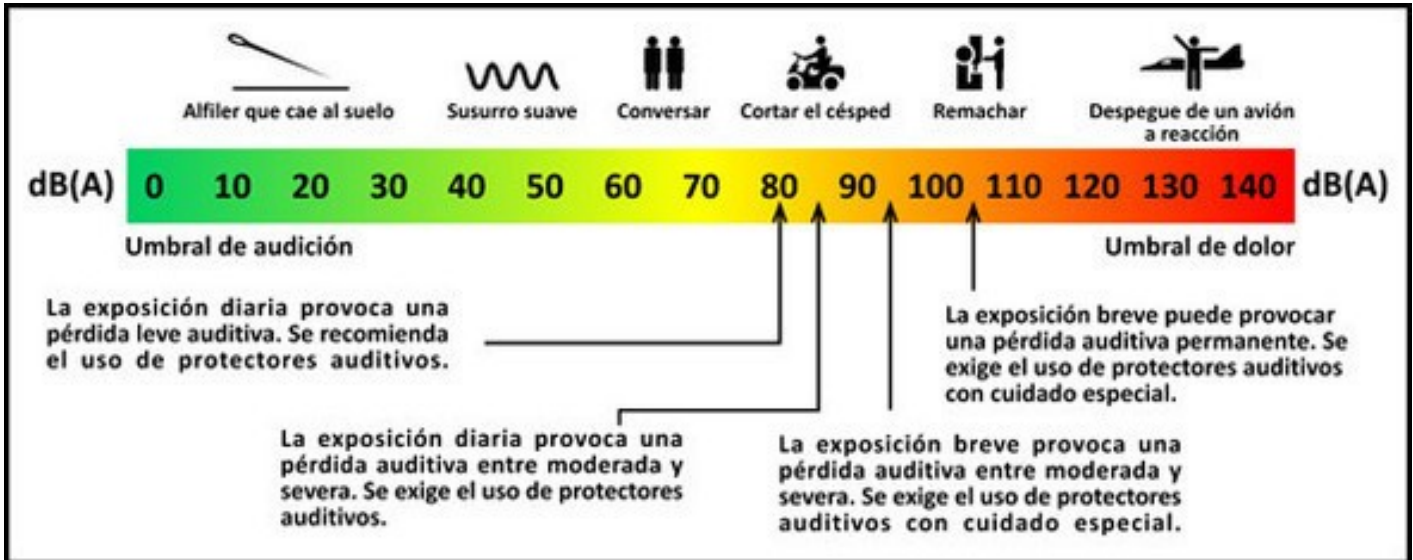 Alfiler que cae al suelo
Susurro suave
Conversar
Cortar el césped
Remachar
Despegue de un avión
a reacción
dB(A) 0 10 20 30 40 50 60 70 80 90 100 110 120 130 140 dB(A)
Umbral de audición
Umbral de dolor
La exposición diaria provoca una
pérdida leve auditiva. Se recomienda
el uso de protectores auditivos.
La exposición breve puede provocar
una pérdida auditiva permanente. Se
exige el uso de protectores auditivos
con cuidado especial.
La exposición diaria provoca una
pérdida auditiva entre moderada y
severa. Se exige el uso de protectores
auditivos.
La exposición breve provoca una
pérdida auditiva entre moderada y
severa. Se exige el uso de protectores
auditivos con cuidado especial.